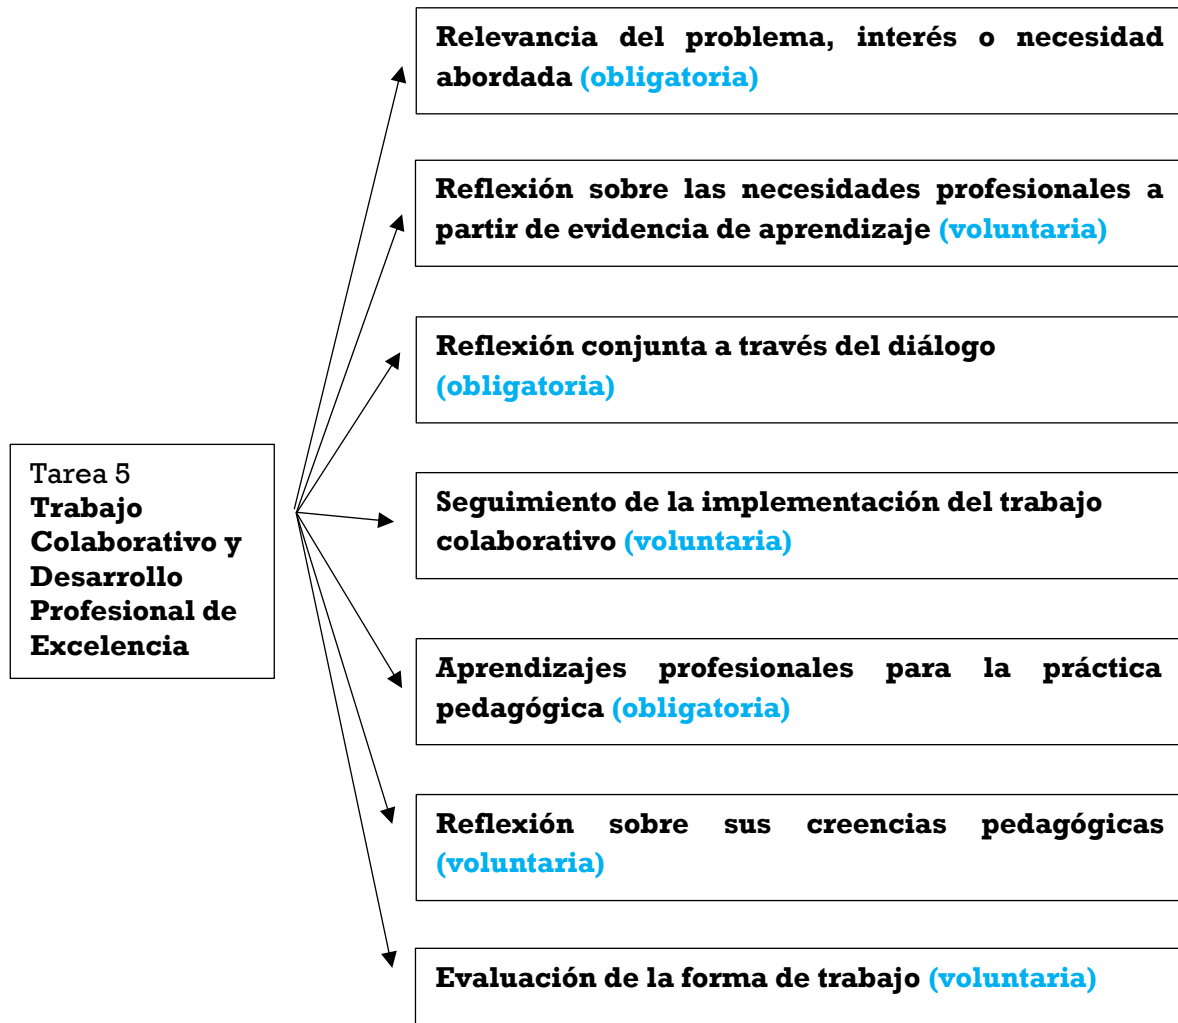 Relevancia del problema, interés o necesidad
abordada (obligatoria)
Reflexión sobre las necesidades profesionales a
partir de evidencia de aprendizaje (voluntaria)
Reflexión conjunta a través del diálogo
(obligatoria)
Tarea 5
Trabajo
Colaborativo y
Desarrollo
Profesional de
Excelencia
Seguimiento de la implementación del trabajo
colaborativo (voluntaria)
Aprendizajes profesionales para la práctica
pedagógica (obligatoria)
Reflexión sobre sus creencias pedagógicas
(voluntaria)
Evaluación de la forma de trabajo (voluntaria)